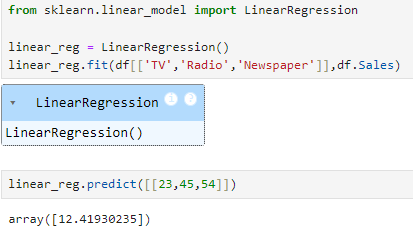 from sklearn.linear_model import LinearRegression
linear_reg = LinearRegression()
linear_reg.fit(df[['TV','Radio','Newspaper']],df.Sales)
▾ LinearRegression i ?
LinearRegression()
linear_reg.predict([[23,45,54]])
array([12.41930235])